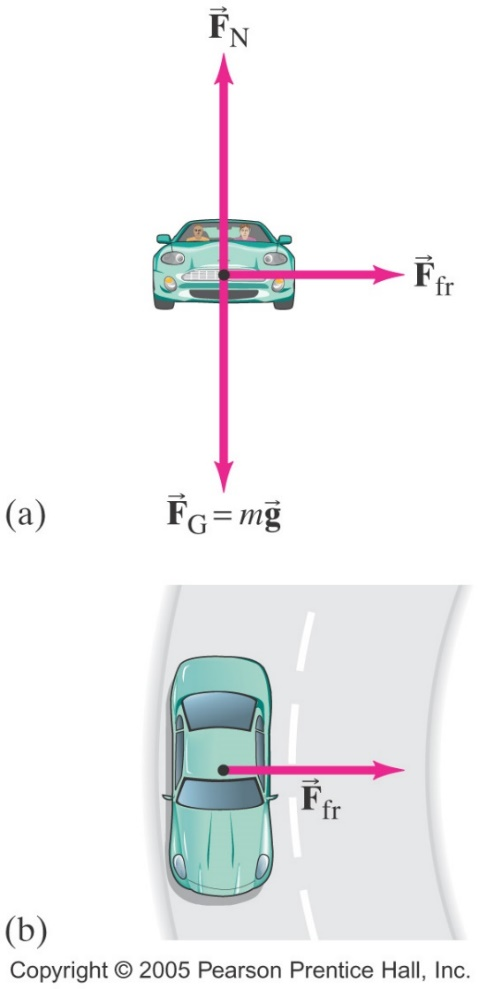 F⃗N
F⃗fr
(a)
F⃗G = mg⃗
F⃗fr
(b)
Copyright © 2005 Pearson Prentice Hall, Inc.